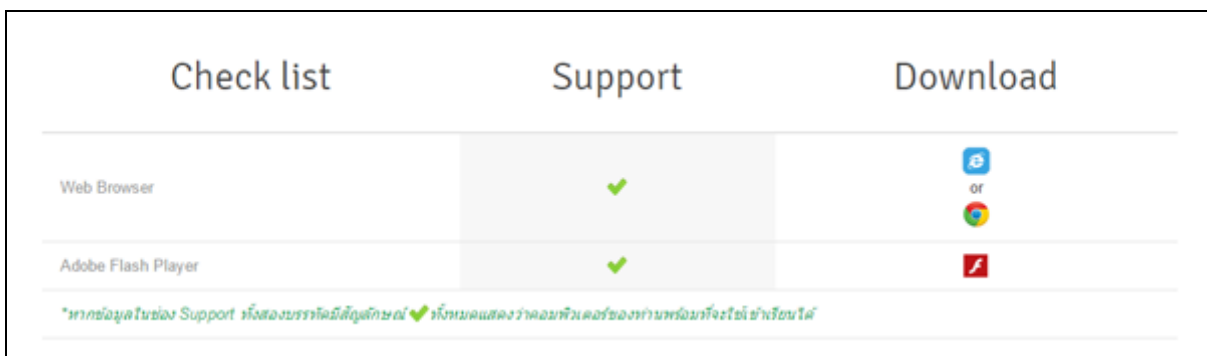 Check list Support Download
Web Browser
or
Adobe Flash Player
*หากข้อมูลในช่อง Support ทั้งสองบรรทัดมีสัญลักษณ์ ✔ ทั้งหมดแสดงว่าคอมพิวเตอร์ของท่านพร้อมที่จะใช้เข้าเรียนได้